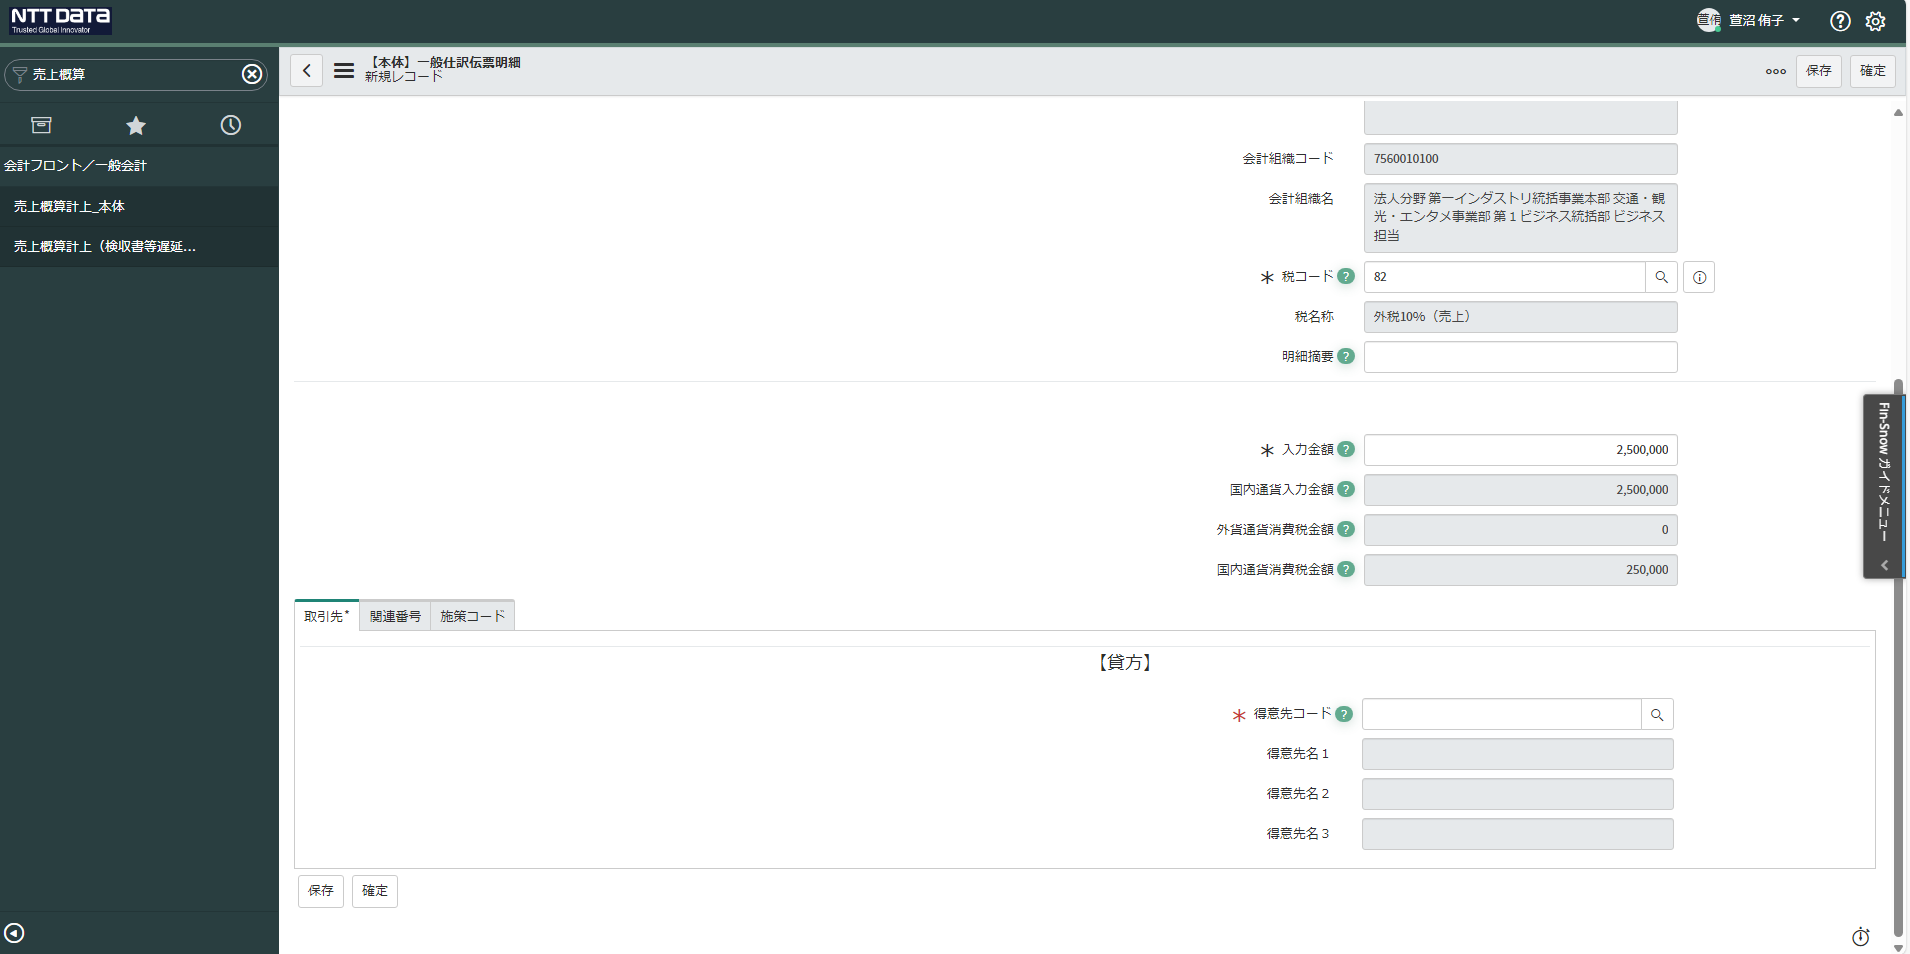 NTT DATA
Trusted Global Innovator
萱沼 侑子
売上概算
【本体】一般仕訳伝票明細
新規レコード
保存
確定
会計フロント／一般会計
売上概算計上_本体
売上概算計上（検収書等遅延...
会計組織コード
7560010100
会計組織名
法人分野 第一インダストリ統括事業本部 交通・観
光・エンタメ事業部 第１ビジネス統括部 ビジネス
担当
税コード
82
税名称
外税10%（売上）
明細摘要
入力金額
2,500,000
国内通貨入力金額
2,500,000
外貨通貨消費税金額
0
国内通貨消費税金額
250,000
Fin-Snow ガイドメニュー
取引先*
関連番号
施策コード
【貸方】
得意先コード
得意先名１
得意先名２
得意先名３
保存
確定